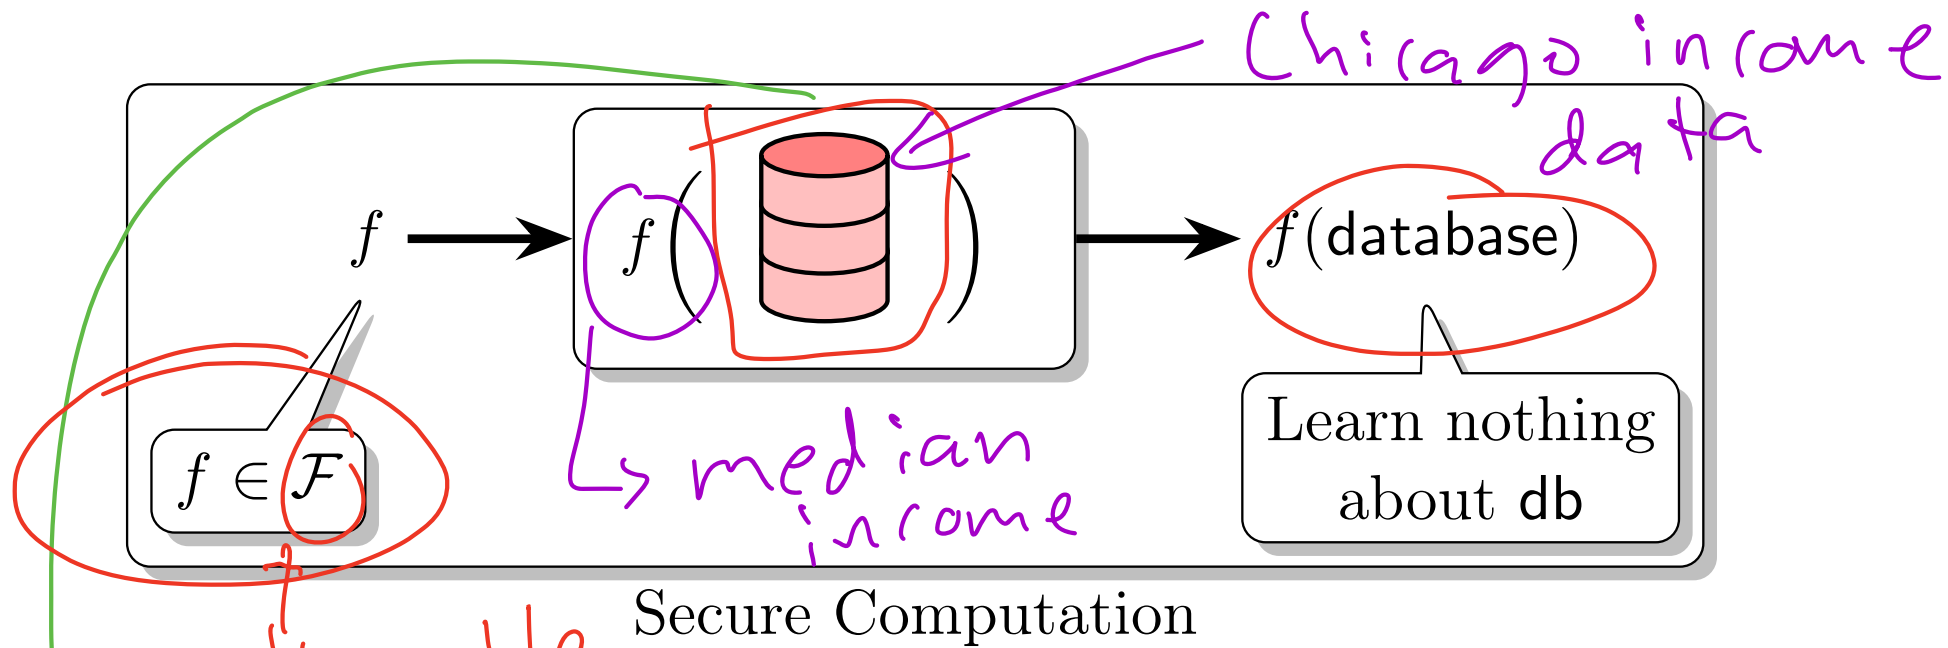 Chicago income
data
f
f ( )
f(database)
f ∈ ℱ
median
income
Learn nothing
about db
Secure Computation